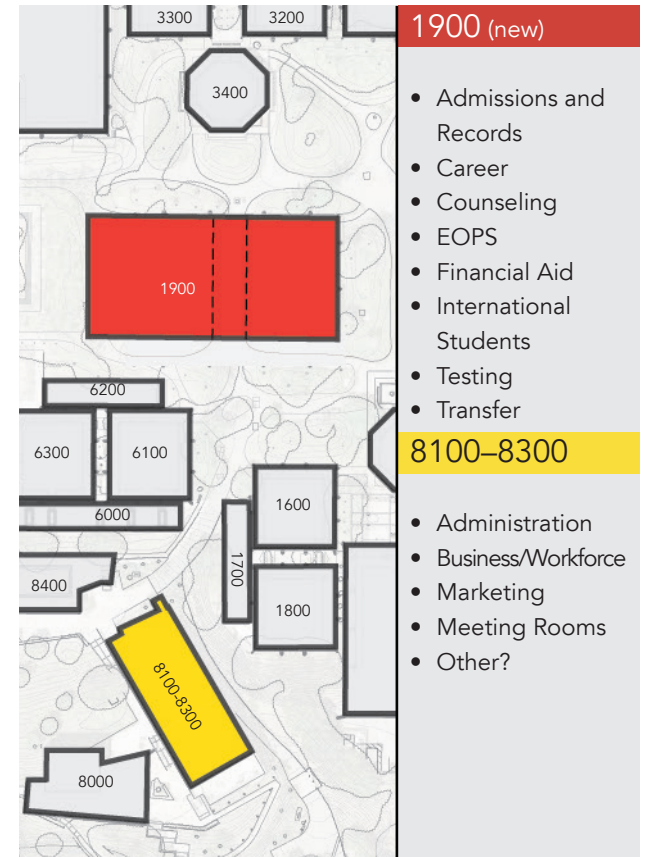 3300
3200
3400
1900
6200
6300
6100
6000
1600
1700
8400
1800
8100-8300
8000
1900 (new)
• Admissions and
Records
• Career
• Counseling
• EOPS
• Financial Aid
• International
Students
• Testing
• Transfer
8100–8300
• Administration
• Business/Workforce
• Marketing
• Meeting Rooms
• Other?